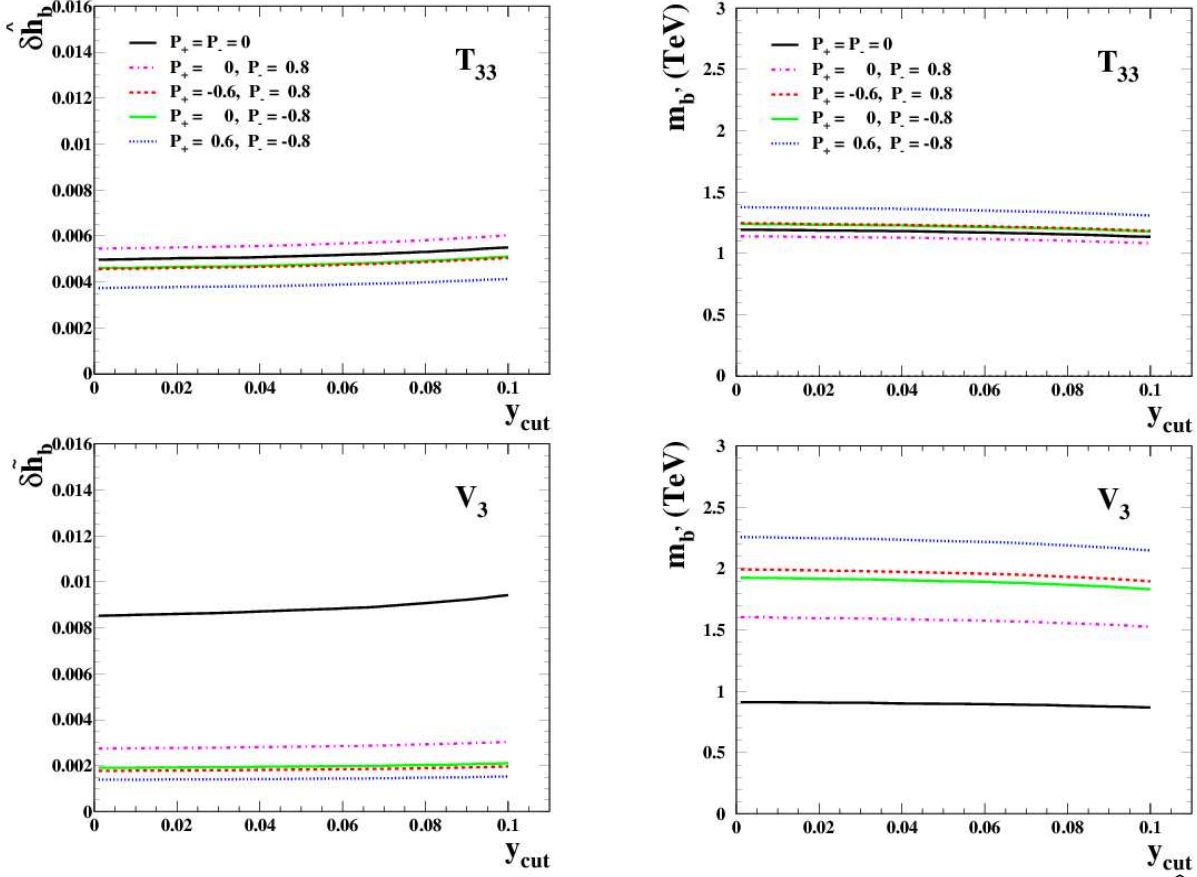 δĥ_b
0.016
0.014
0.012
0.01
0.008
0.006
0.004
0.002
0
P_+ = P_- = 0
P_+ = 0, P_- = 0.8
P_+ = -0.6, P_- = 0.8
P_+ = 0, P_- = -0.8
P_+ = 0.6, P_- = -0.8
T_33
0 0.02 0.04 0.06 0.08 0.1
y_cut
m_b', (TeV)
3
2.5
2
1.5
1
0.5
0
P_+ = P_- = 0
P_+ = 0, P_- = 0.8
P_+ = -0.6, P_- = 0.8
P_+ = 0, P_- = -0.8
P_+ = 0.6, P_- = -0.8
T_33
0 0.02 0.04 0.06 0.08 0.1
y_cut
δh̃_b
0.016
0.014
0.012
0.01
0.008
0.006
0.004
0.002
0
V_3
0 0.02 0.04 0.06 0.08 0.1
y_cut
m_b', (TeV)
3
2.5
2
1.5
1
0.5
0
V_3
0 0.02 0.04 0.06 0.08 0.1
y_cut